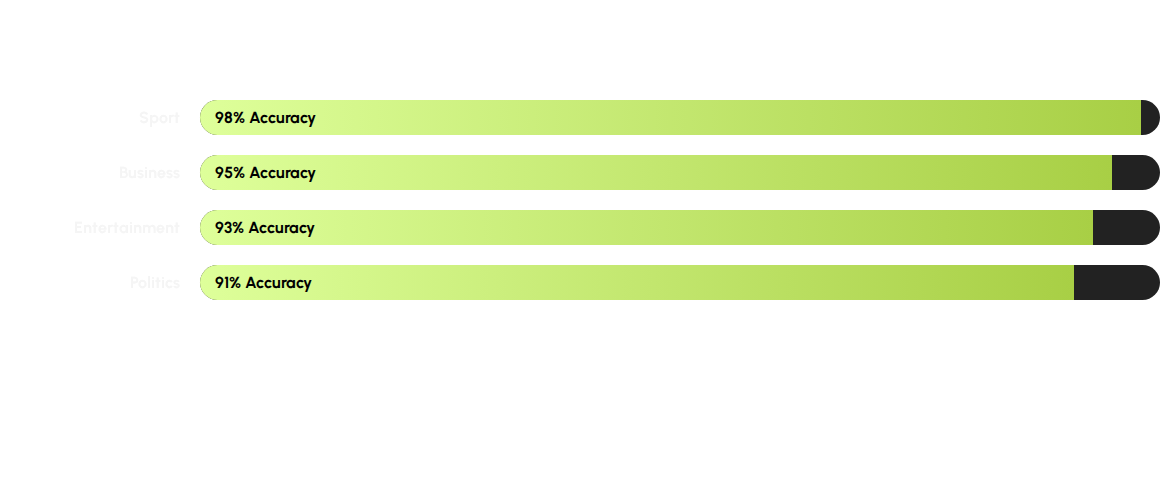 Sport 98% Accuracy
Business 95% Accuracy
Entertainment 93% Accuracy
Politics 91% Accuracy